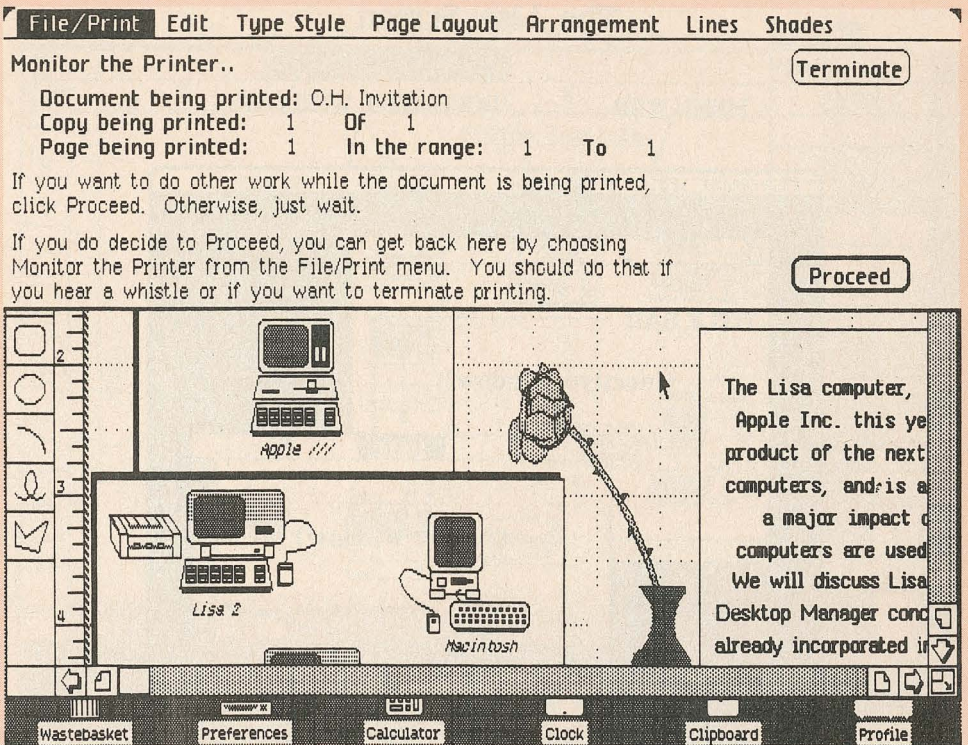 File/Print Edit Type Style Page Layout Arrangement Lines Shades
Monitor the Printer..
Terminate
Document being printed: O.H. Invitation
Copy being printed: 1 OF 1
Page being printed: 1 In the range: 1 To 1
If you want to do other work while the document is being printed,
click Proceed. Otherwise, just wait.
If you do decide to Proceed, you can get back here by choosing
Monitor the Printer from the File/Print menu. You should do that if
you hear a whistle or if you want to terminate printing.
Proceed
2
3
4
Apple ///
Lisa 2
Macintosh
The Lisa computer,
Apple Inc. this ye
product of the next
computers, and is a
a major impact
computers are used
We will discuss Lisa
Desktop Manager conc
already incorporated
Wastebasket Preferences Calculator Clock Clipboard Profile